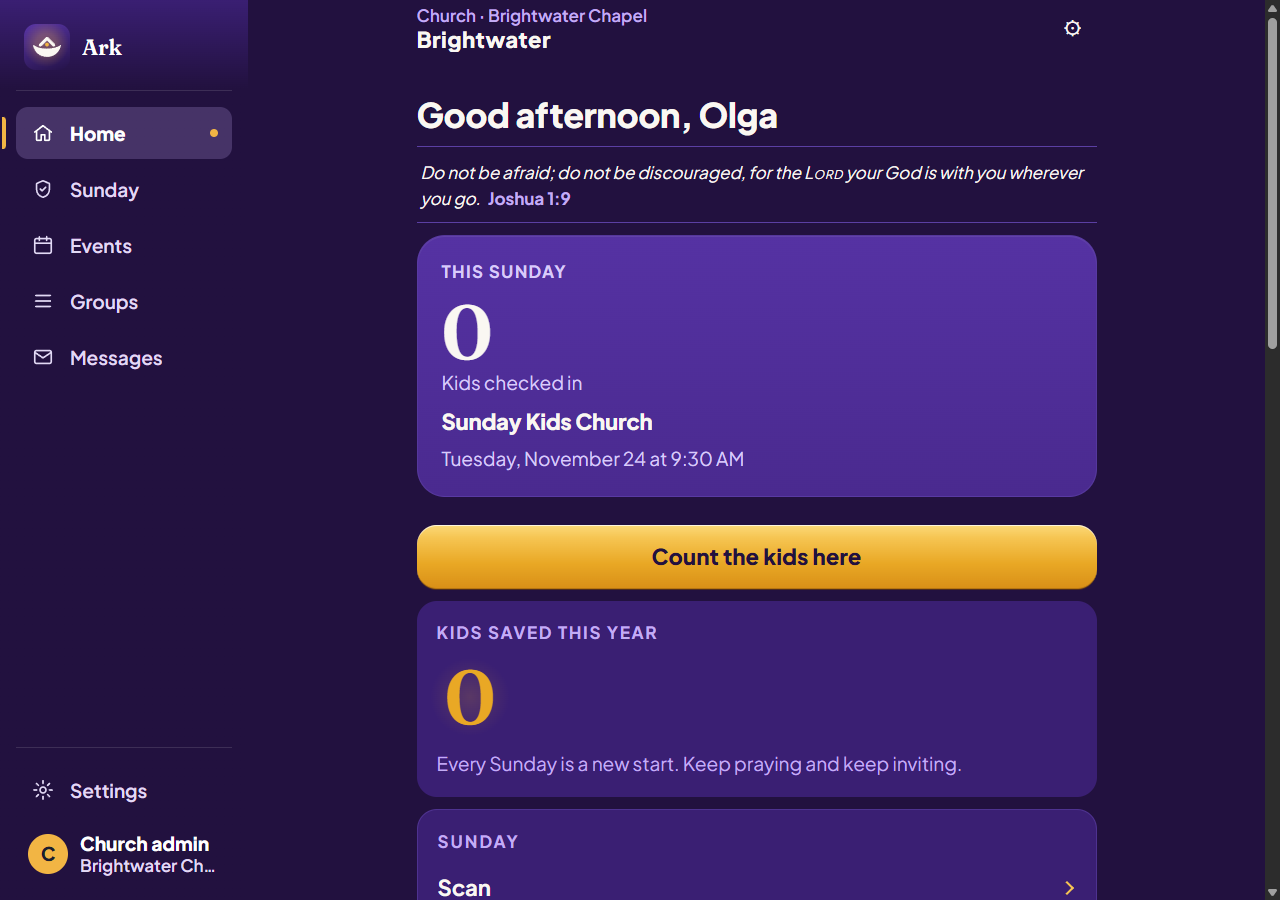 Ark
Home
Sunday
Events
Groups
Messages
Settings
C
Church admin
Brightwater Ch…
Church · Brightwater Chapel
Brightwater
Good afternoon, Olga
Do not be afraid; do not be discouraged, for the LORD your God is with you wherever
you go. Joshua 1:9
THIS SUNDAY
0
Kids checked in
Sunday Kids Church
Tuesday, November 24 at 9:30 AM
Count the kids here
KIDS SAVED THIS YEAR
0
Every Sunday is a new start. Keep praying and keep inviting.
SUNDAY
Scan